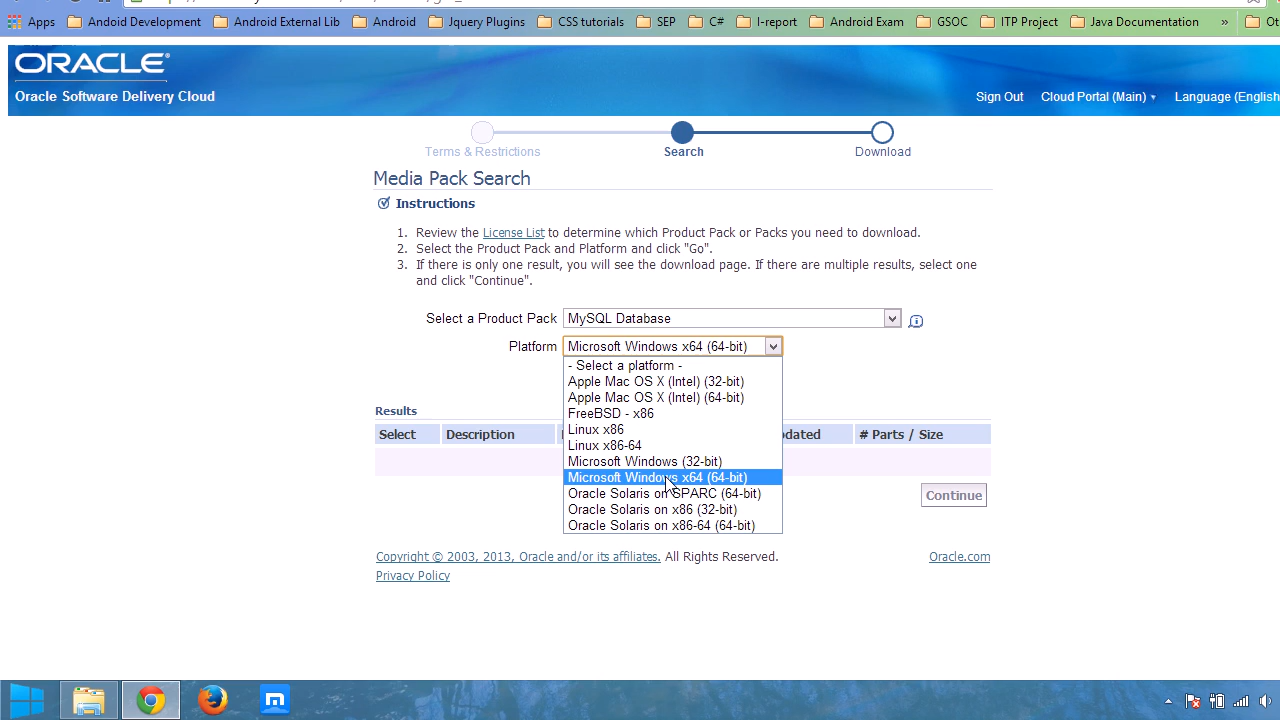 Apps Andoid Development Android External Lib Android Jquery Plugins CSS tutorials SEP C# I-report Android Exam GSOC ITP Project Java Documentation » Ot
ORACLE
Oracle Software Delivery Cloud
Sign Out Cloud Portal (Main) Language (English
Terms & Restrictions Search Download
Media Pack Search
Instructions
1. Review the License List to determine which Product Pack or Packs you need to download.
2. Select the Product Pack and Platform and click "Go".
3. If there is only one result, you will see the download page. If there are multiple results, select one
and click "Continue".
Select a Product Pack MySQL Database
Platform Microsoft Windows x64 (64-bit)
- Select a platform -
Apple Mac OS X (Intel) (32-bit)
Apple Mac OS X (Intel) (64-bit)
FreeBSD - x86
Linux x86
Linux x86-64
Microsoft Windows (32-bit)
Microsoft Windows x64 (64-bit)
Oracle Solaris on SPARC (64-bit)
Oracle Solaris on x86 (32-bit)
Oracle Solaris on x86-64 (64-bit)
Results
Select Description # Parts / Size
Continue
Copyright © 2003, 2013, Oracle and/or its affiliates. All Rights Reserved. Oracle.com
Privacy Policy